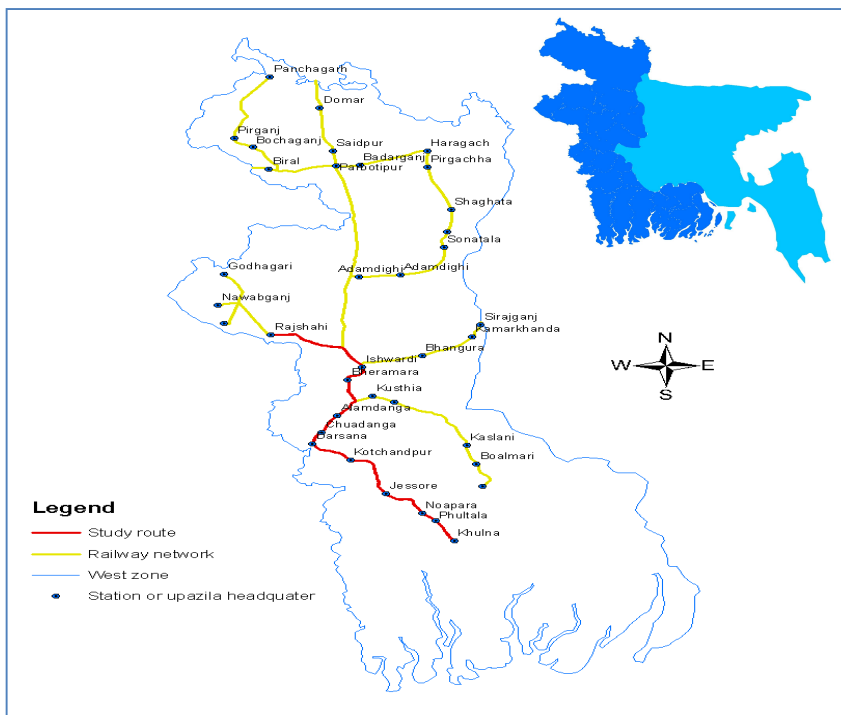 Panchagarh
Domar
Pirganj
Bochaganj
Saidpur
Haragach
Badarganj
Parbotipur
Pirgachha
Biral
Shaghata
Sonatala
Godhagari
Adamdighi
Adamdighi
Nawabganj
Sirajganj
Kamarkhanda
Rajshahi
Bhangura
Ishwardi
Bheramara
Kusthia
Alamdanga
Chuadanga
Darsana
Kaslani
Kotchandpur
Boalmari
Jessore
Noapara
Phultala
Khulna
N
W
E
S
Legend
Study route
Railway network
West zone
Station or upazila headquater